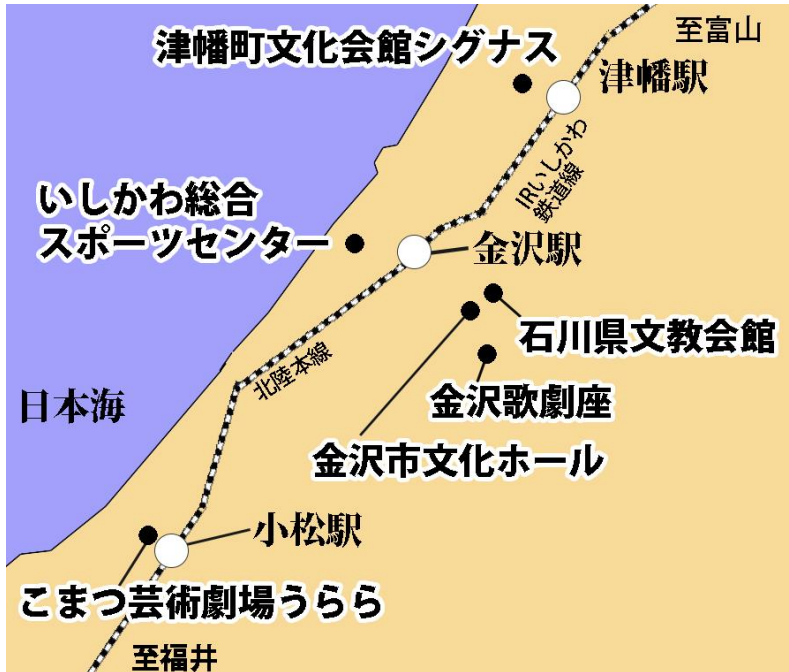 至富山
津幡町文化会館シグナス
津幡駅
IRいしかわ
鉄道線
いしかわ総合
スポーツセンター
金沢駅
石川県文教会館
北陸本線
日本海
金沢歌劇座
金沢市文化ホール
小松駅
こまつ芸術劇場うらら
至福井